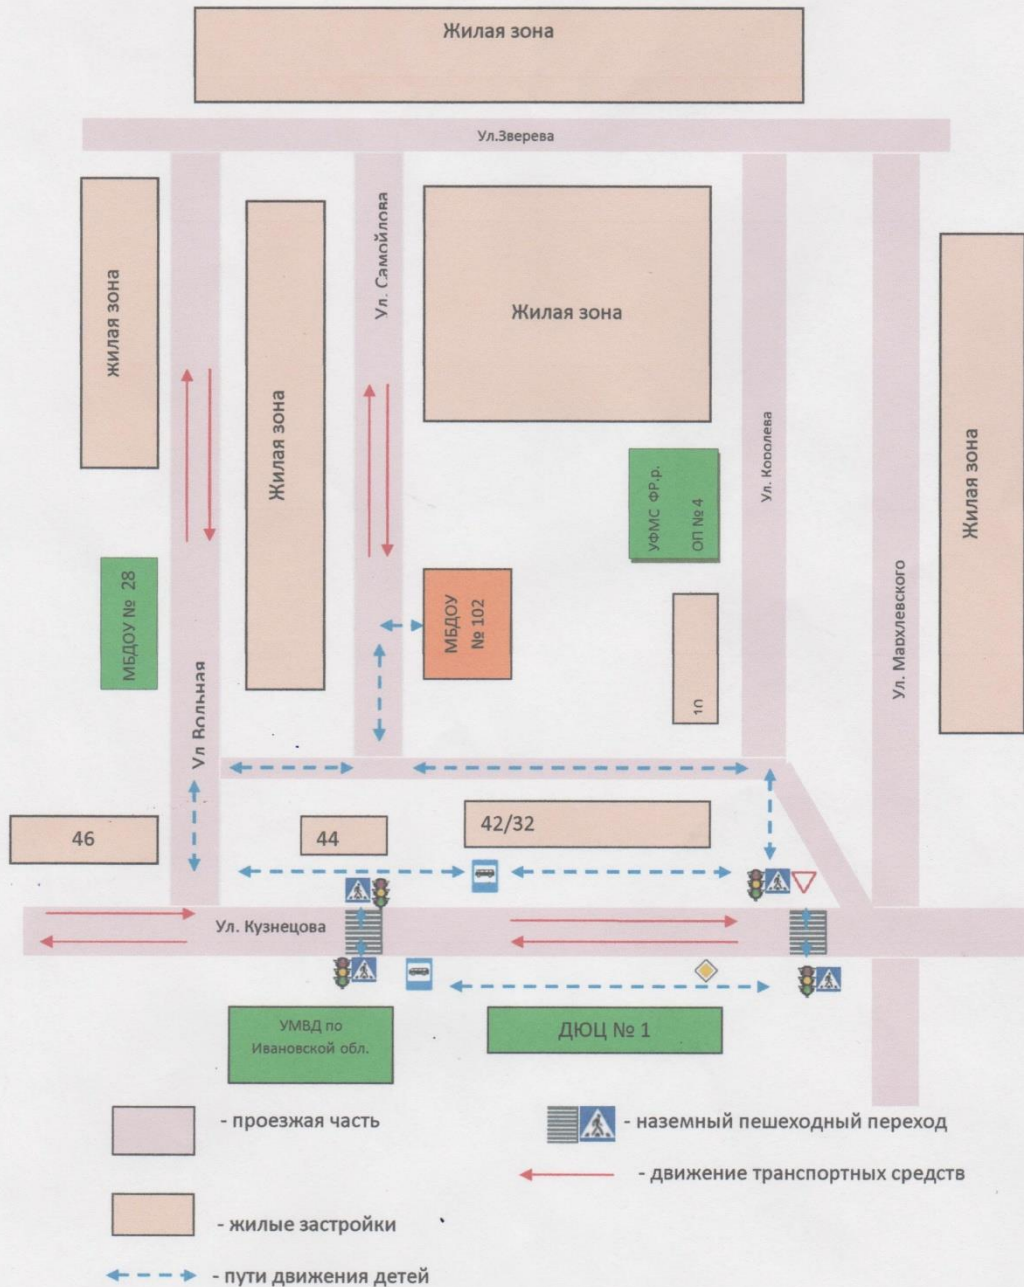 Жилая зона
Ул.Зверева
жилая зона
Жилая зона
Ул. Самойлова
Жилая зона
Ул. Королева
Жилая зона
УФМС ФР.р.
ОП № 4
МБДОУ № 28
МБДОУ
№ 102
10
Ул. Мархлевского
Ул Вольная
46
44
42/32
Ул. Кузнецова
УМВД по
Ивановской обл.
ДЮЦ № 1
- проезжая часть
- наземный пешеходный переход
- движение транспортных средств
- жилые застройки
- пути движения детей